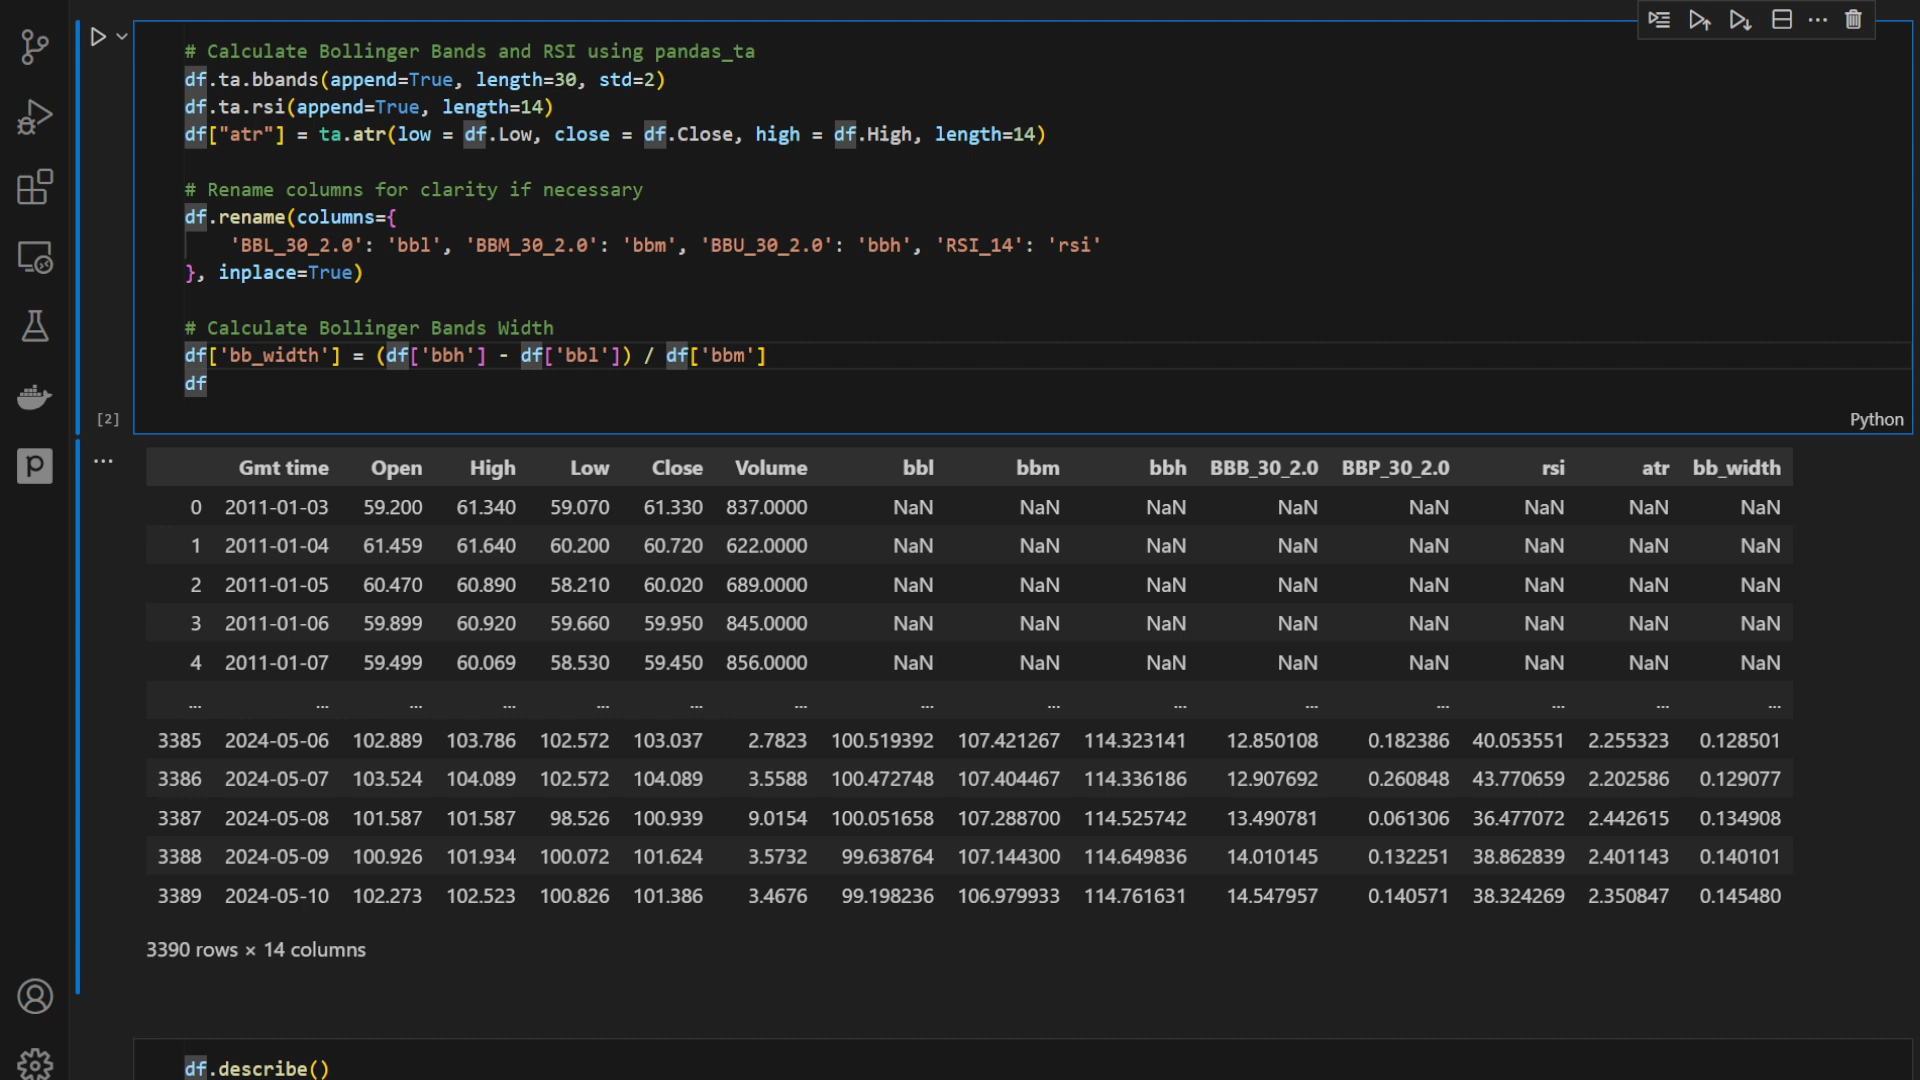 # Calculate Bollinger Bands and RSI using pandas_ta
df.ta.bbands(append=True, length=30, std=2)
df.ta.rsi(append=True, length=14)
df["atr"] = ta.atr(low = df.Low, close = df.Close, high = df.High, length=14)
# Rename columns for clarity if necessary
df.rename(columns={
'BBL_30_2.0': 'bbl', 'BBM_30_2.0': 'bbm', 'BBU_30_2.0': 'bbh', 'RSI_14': 'rsi'
}, inplace=True)
# Calculate Bollinger Bands Width
df['bb_width'] = (df['bbh'] - df['bbl']) / df['bbm']
df
[2]
Python
Gmt time Open High Low Close Volume bbl bbm bbh BBB_30_2.0 BBP_30_2.0 rsi atr bb_width
0 2011-01-03 59.200 61.340 59.070 61.330 837.0000 NaN NaN NaN NaN NaN NaN NaN NaN
1 2011-01-04 61.459 61.640 60.200 60.720 622.0000 NaN NaN NaN NaN NaN NaN NaN NaN
2 2011-01-05 60.470 60.890 58.210 60.020 689.0000 NaN NaN NaN NaN NaN NaN NaN NaN
3 2011-01-06 59.899 60.920 59.660 59.950 845.0000 NaN NaN NaN NaN NaN NaN NaN NaN
4 2011-01-07 59.499 60.069 58.530 59.450 856.0000 NaN NaN NaN NaN NaN NaN NaN NaN
... ... ... ... ... ... ... ... ... ... ... ... ... ... ...
3385 2024-05-06 102.889 103.786 102.572 103.037 2.7823 100.519392 107.421267 114.323141 12.850108 0.182386 40.053551 2.255323 0.128501
3386 2024-05-07 103.524 104.089 102.572 104.089 3.5588 100.472748 107.404467 114.336186 12.907692 0.260848 43.770659 2.202586 0.129077
3387 2024-05-08 101.587 101.587 98.526 100.939 9.0154 100.051658 107.288700 114.525742 13.490781 0.061306 36.477072 2.442615 0.134908
3388 2024-05-09 100.926 101.934 100.072 101.624 3.5732 99.638764 107.144300 114.649836 14.010145 0.132251 38.862839 2.401143 0.140101
3389 2024-05-10 102.273 102.523 100.826 101.386 3.4676 99.198236 106.979933 114.761631 14.547957 0.140571 38.324269 2.350847 0.145480
3390 rows × 14 columns
df.describe()